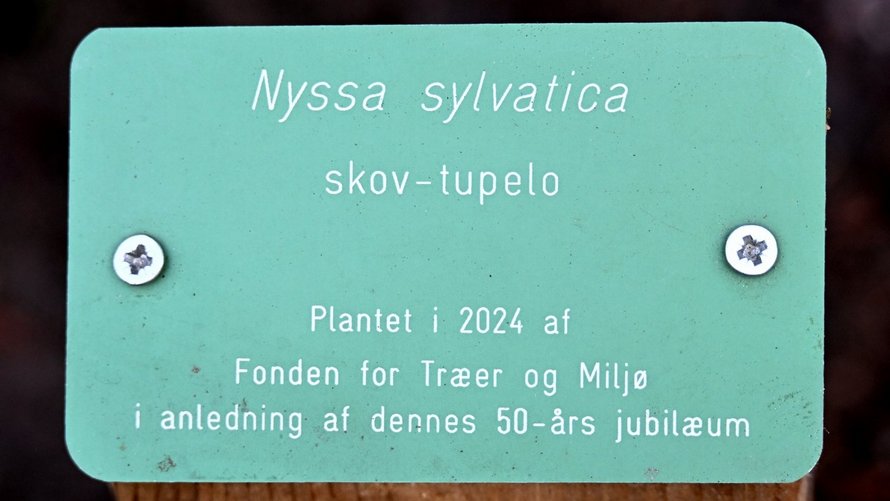 Nyssa sylvatica
skov-tupelo
Plantet i 2024 af
Fonden for Træer og Miljø
i anledning af dennes 50-års jubilæum